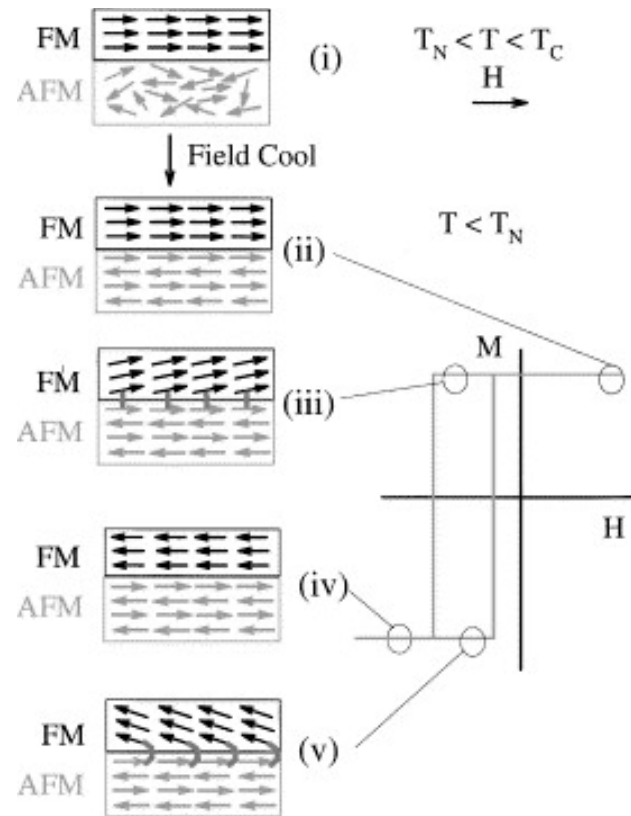 FM
AFM
(i)
T_N < T < T_C
H
Field Cool
FM
AFM
(ii)
T < T_N
M
FM
AFM
(iii)
H
FM
AFM
(iv)
FM
AFM
(v)